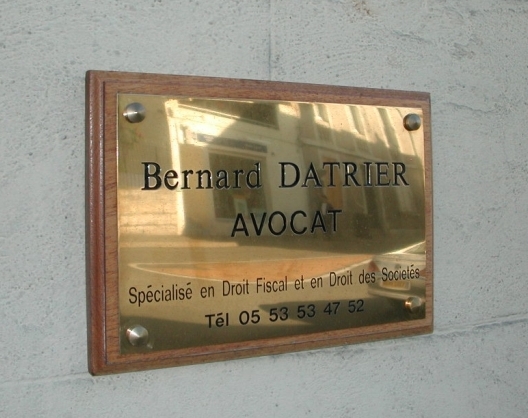 Bernard DATRIER
AVOCAT
Spécialisé en Droit Fiscal et en Droit des Sociétés
Tél 05 53 53 47 52